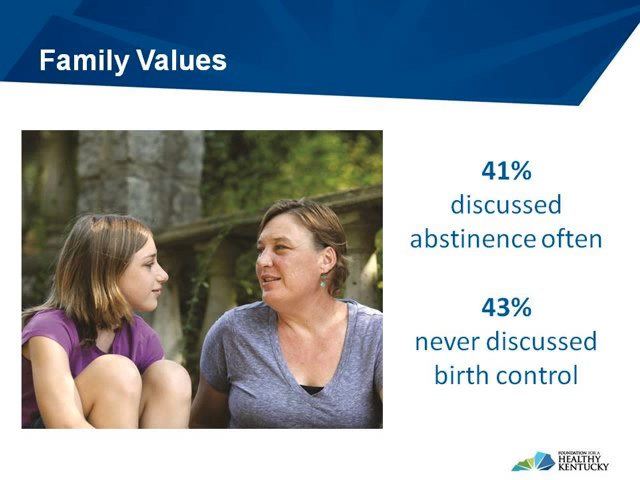 Family Values
41%
discussed
abstinence often
43%
never discussed
birth control
FOUNDATION FOR A
HEALTHY
KENTUCKY